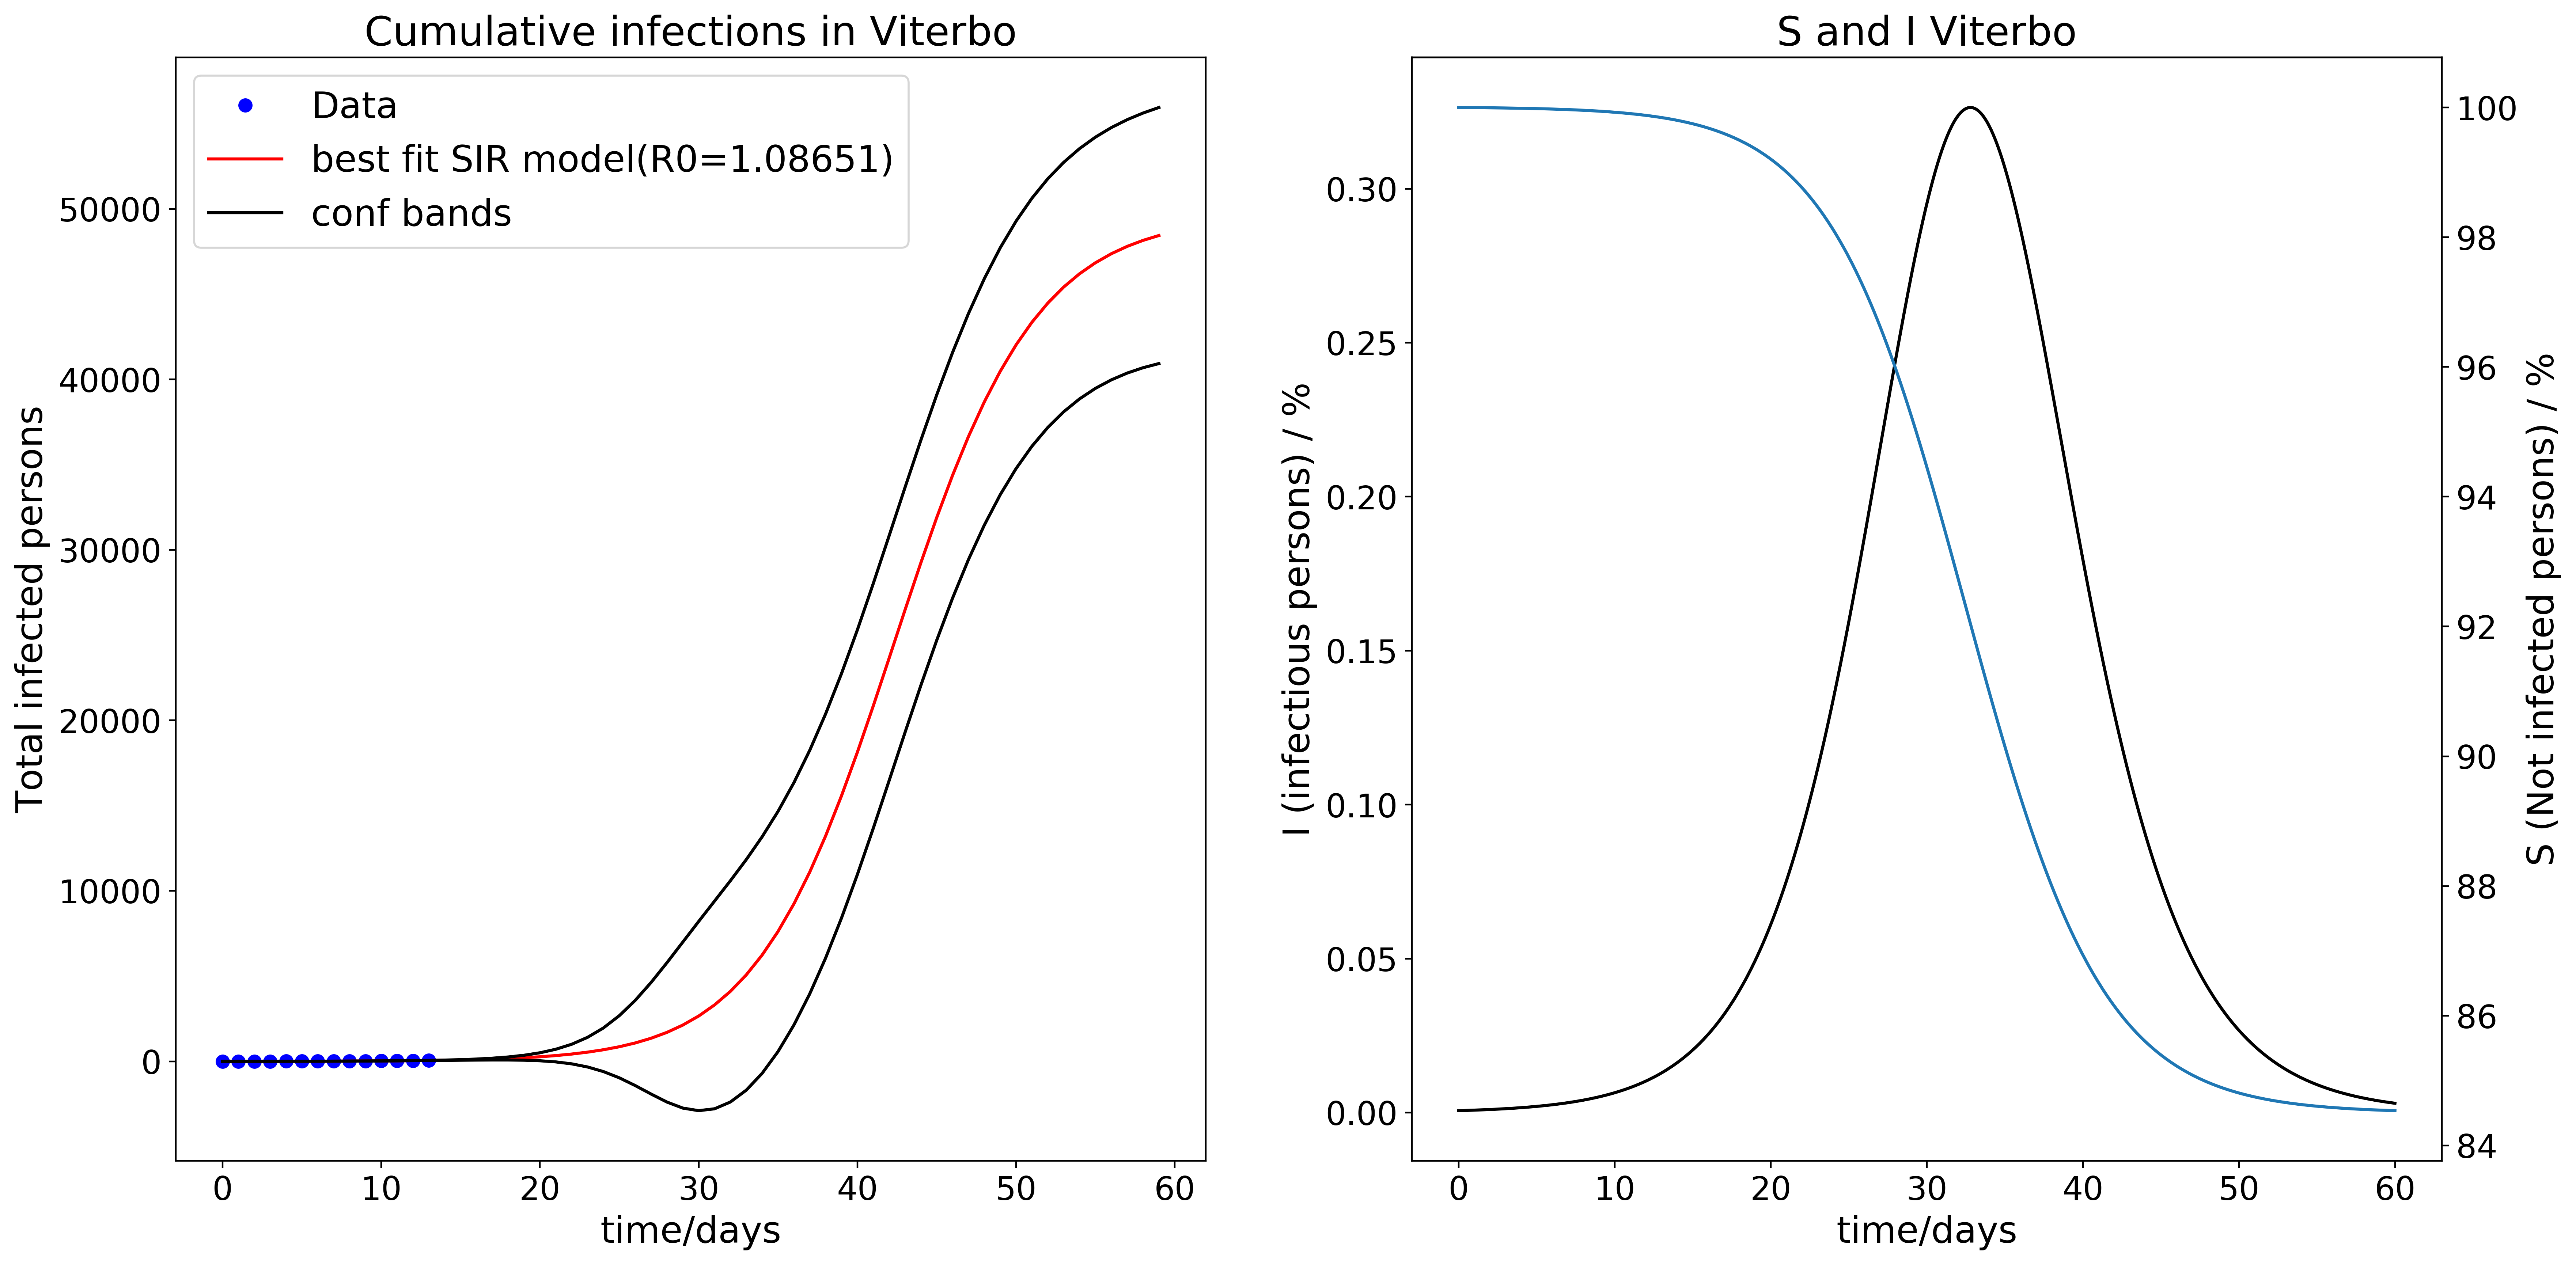 Cumulative infections in Viterbo
Data
best fit SIR model(R0=1.08651)
conf bands
Total infected persons
50000
40000
30000
20000
10000
0
0 10 20 30 40 50 60
time/days
S and I Viterbo
I (infectious persons) / %
0.30
0.25
0.20
0.15
0.10
0.05
0.00
100
98
96
94
92
90
88
86
84
S (Not infected persons) / %
0 10 20 30 40 50 60
time/days